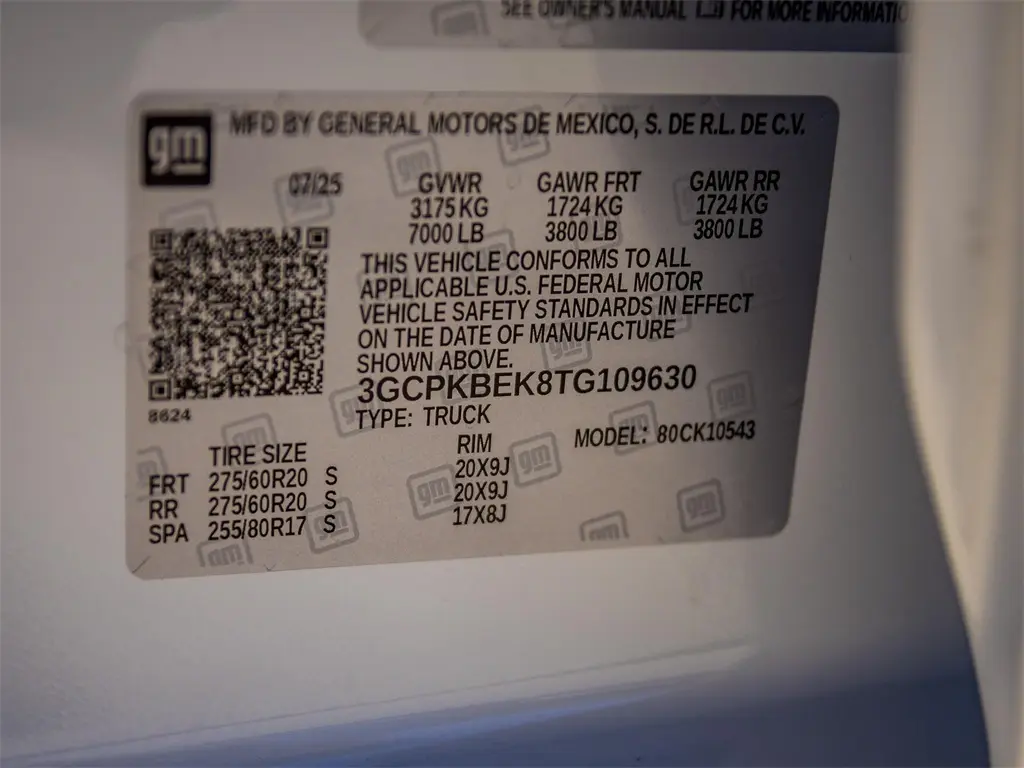 SEE OWNER'S MANUAL FOR MORE INFORMATIO
gm
MFD BY GENERAL MOTORS DE MEXICO, S. DE R.L. DE C.V.
07/25 GVWR GAWR FRT GAWR RR
3175 KG 1724 KG 1724 KG
7000 LB 3800 LB 3800 LB
THIS VEHICLE CONFORMS TO ALL
APPLICABLE U.S. FEDERAL MOTOR
VEHICLE SAFETY STANDARDS IN EFFECT
ON THE DATE OF MANUFACTURE
SHOWN ABOVE.
3GCPKBEK8TG109630
8624
TYPE: TRUCK
MODEL: 80CK10543
TIRE SIZE RIM
FRT 275/60R20 S 20X9J
RR 275/60R20 S 20X9J
SPA 255/80R17 S 17X8J